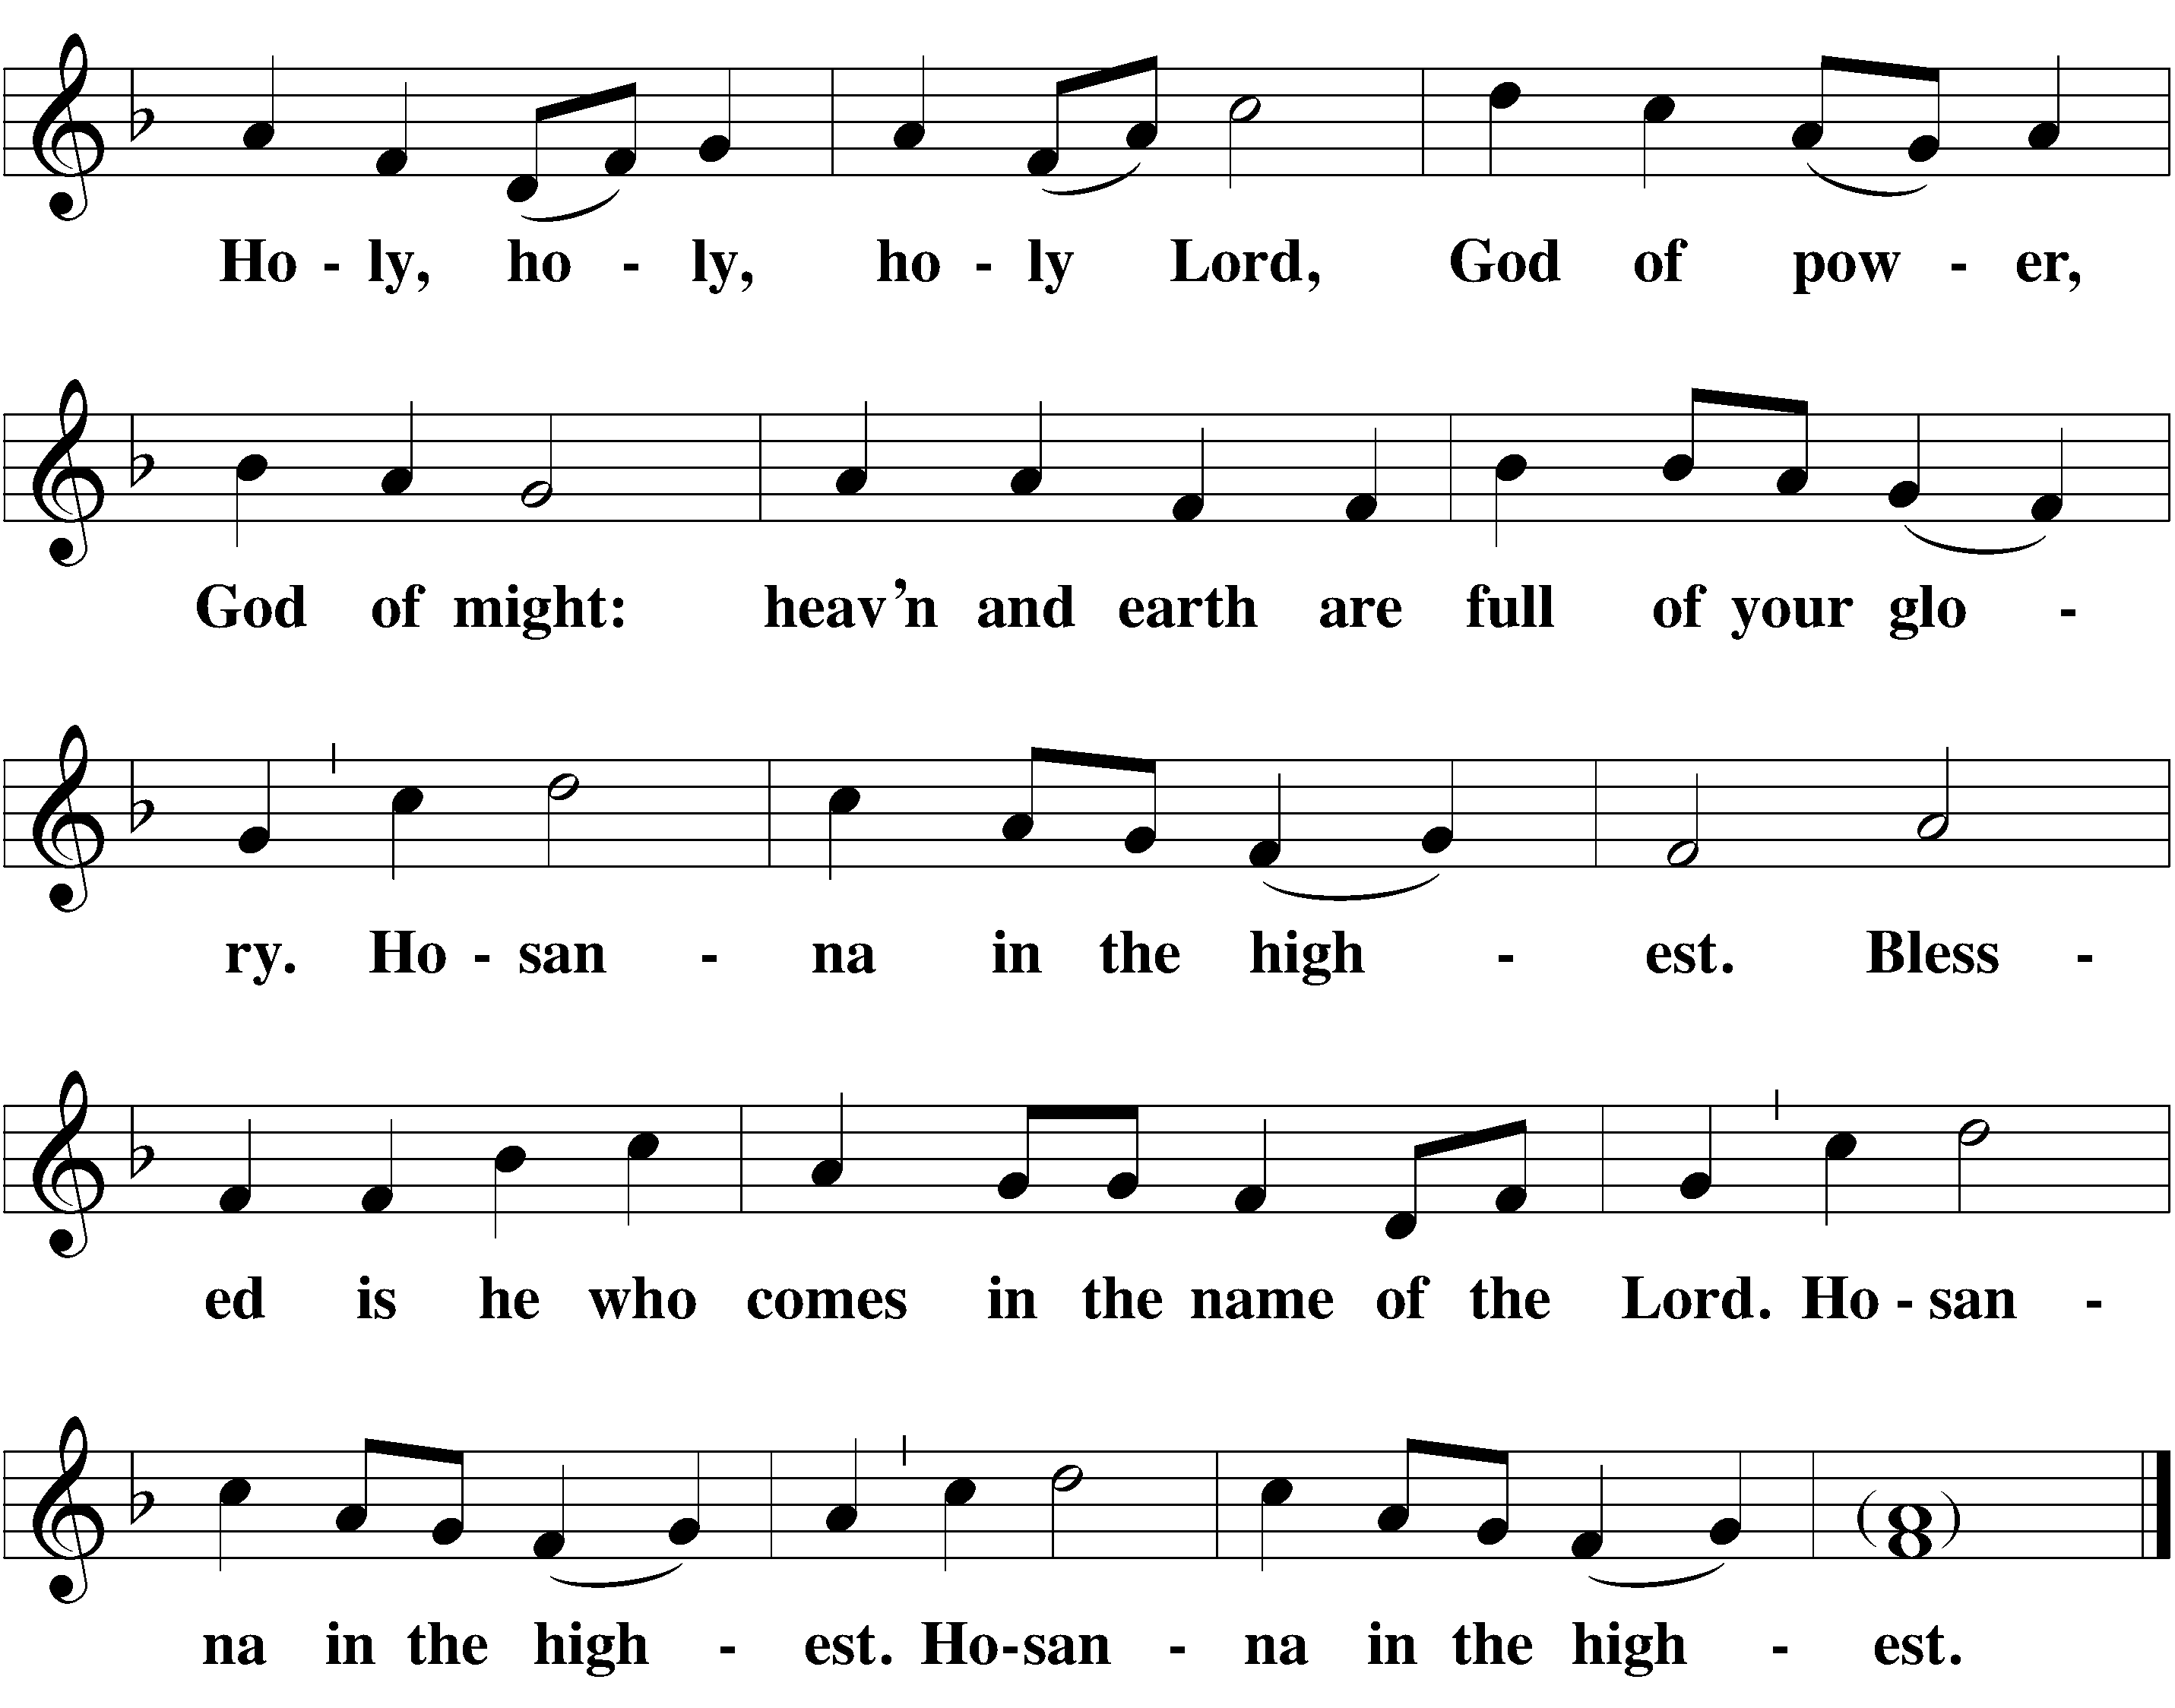 Ho - ly, ho - ly, ho - ly Lord, God of pow - er,
God of might: heav’n and earth are full of your glo -
ry. Ho - san - na in the high - est. Bless -
ed is he who comes in the name of the Lord. Ho - san -
na in the high - est. Ho - san - na in the high - est.